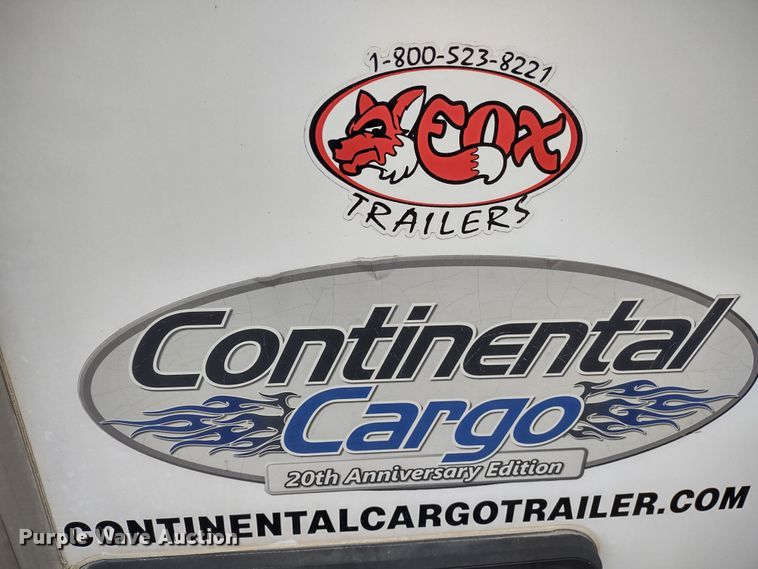 1-800-523-8221
Fox
TRAILERS
Continental
Cargo
20th Anniversary Edition
CONTINENTALCARGOTRAILER.COM
Purple Wave Auction